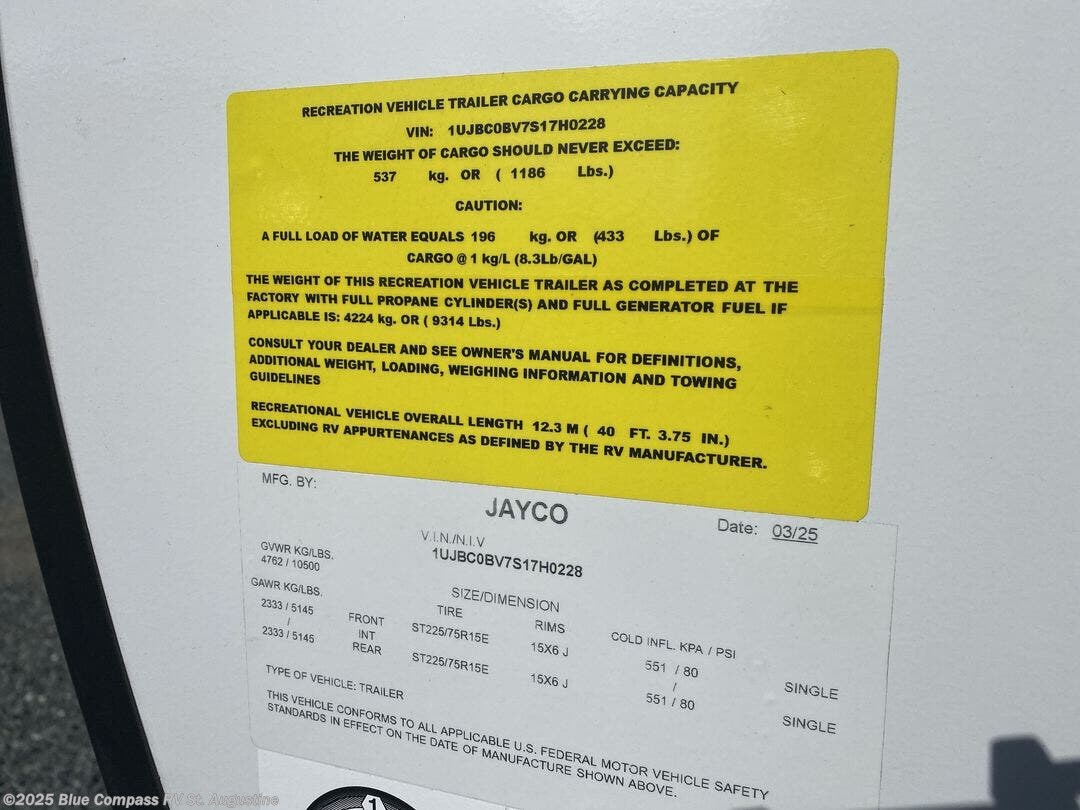 RECREATION VEHICLE TRAILER CARGO CARRYING CAPACITY
VIN: 1UJBC0BV7S17H0228
THE WEIGHT OF CARGO SHOULD NEVER EXCEED:
537 kg. OR ( 1186 Lbs.)
CAUTION:
A FULL LOAD OF WATER EQUALS 196 kg. OR (433 Lbs.) OF
CARGO @ 1 kg/L (8.3Lb/GAL)
THE WEIGHT OF THIS RECREATION VEHICLE TRAILER AS COMPLETED AT THE
FACTORY WITH FULL PROPANE CYLINDER(S) AND FULL GENERATOR FUEL IF
APPLICABLE IS: 4224 kg. OR ( 9314 Lbs.)
CONSULT YOUR DEALER AND SEE OWNER'S MANUAL FOR DEFINITIONS,
ADDITIONAL WEIGHT, LOADING, WEIGHING INFORMATION AND TOWING
GUIDELINES
RECREATIONAL VEHICLE OVERALL LENGTH 12.3 M ( 40 FT. 3.75 IN.)
EXCLUDING RV APPURTENANCES AS DEFINED BY THE RV MANUFACTURER.
MFG. BY: JAYCO Date: 03/25
V.I.N./N.I.V
1UJBC0BV7S17H0228
GVWR KG/LBS.
4762 / 10500
GAWR KG/LBS. SIZE/DIMENSION
TIRE RIMS COLD INFL. KPA / PSI
2333 / 5145 FRONT ST225/75R15E 15X6 J 551 / 80 SINGLE
/ INT /
2333 / 5145 REAR ST225/75R15E 15X6 J 551 / 80 SINGLE
TYPE OF VEHICLE: TRAILER
THIS VEHICLE CONFORMS TO ALL APPLICABLE U.S. FEDERAL MOTOR VEHICLE SAFETY
STANDARDS IN EFFECT ON THE DATE OF MANUFACTURE SHOWN ABOVE.
1
©2025 Blue Compass RV St. Augustine